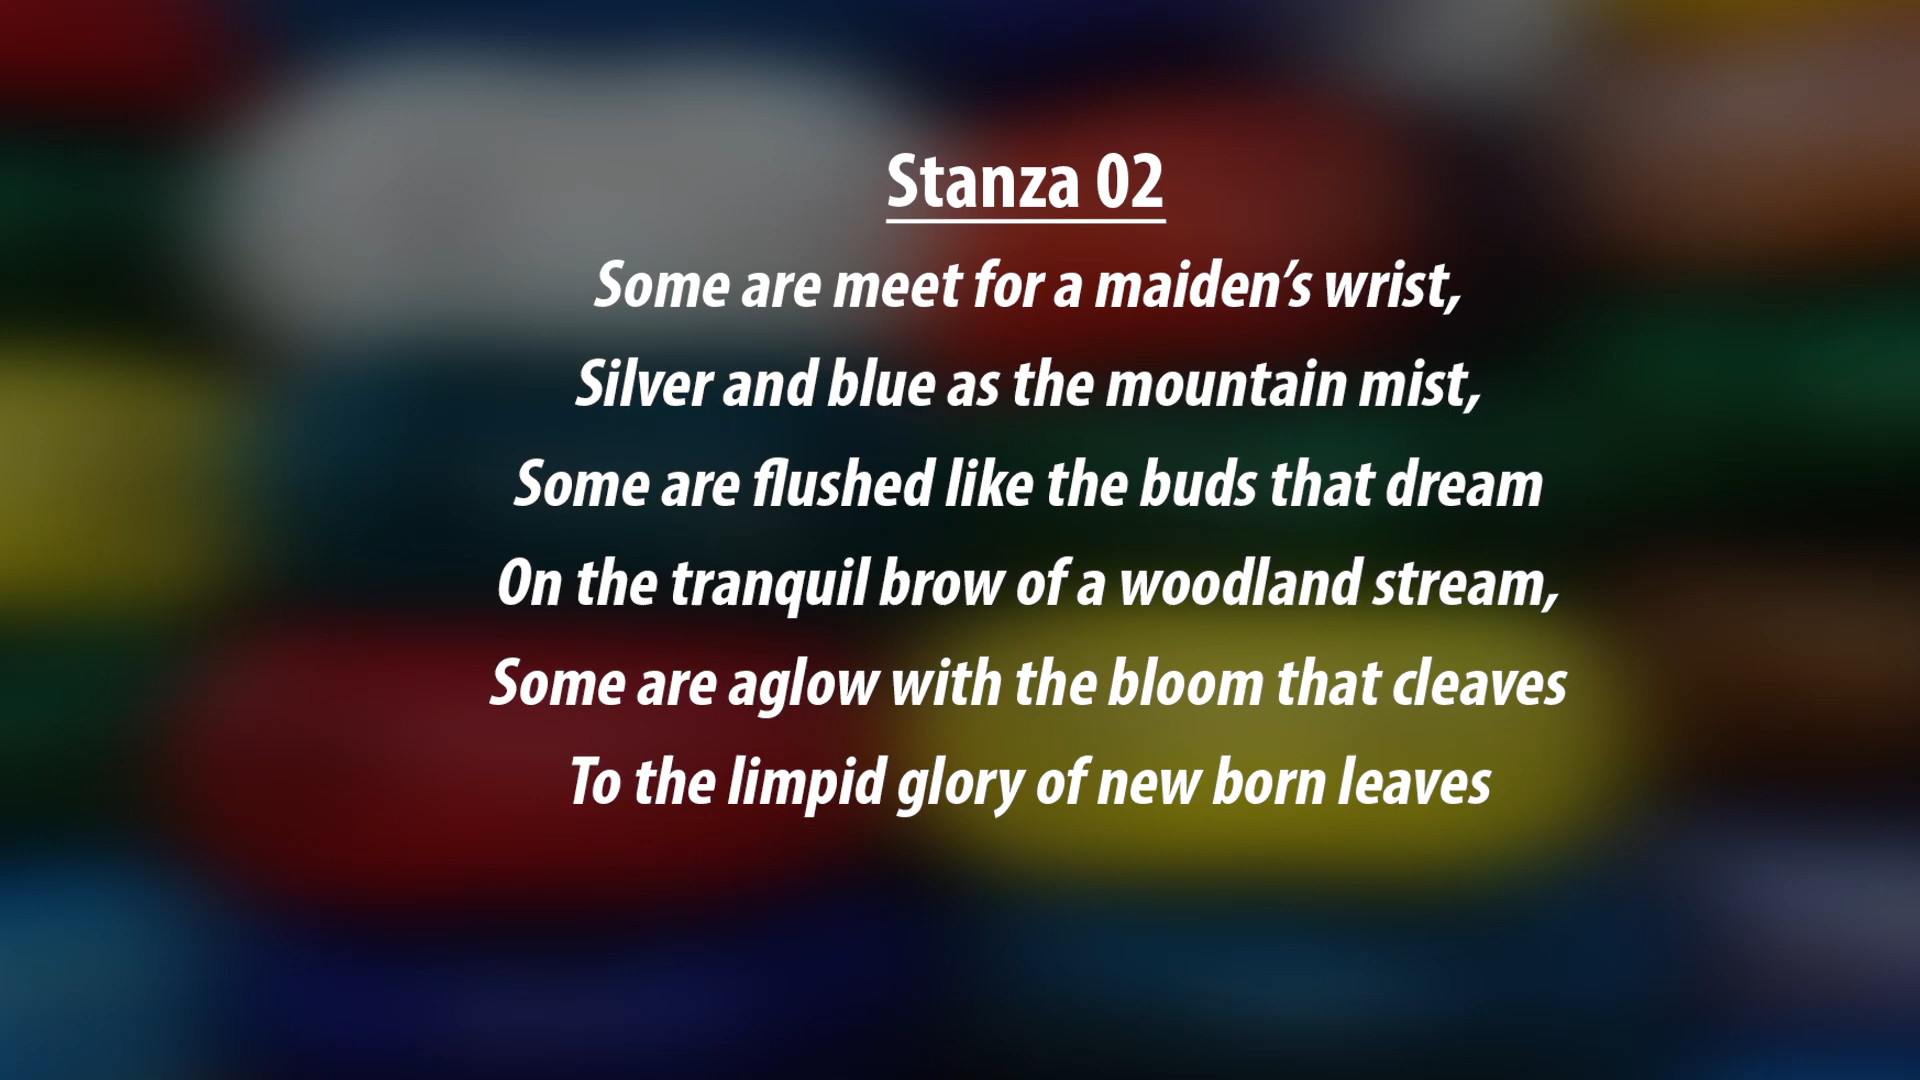 Stanza 02
Some are meet for a maiden’s wrist,
Silver and blue as the mountain mist,
Some are flushed like the buds that dream
On the tranquil brow of a woodland stream,
Some are aglow with the bloom that cleaves
To the limpid glory of new born leaves